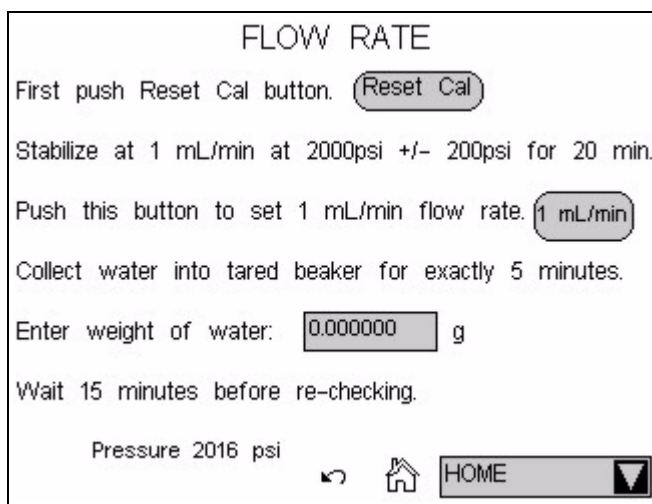 FLOW RATE
First push Reset Cal button. Reset Cal
Stabilize at 1 mL/min at 2000psi +/- 200psi for 20 min.
Push this button to set 1 mL/min flow rate. 1 mL/min
Collect water into tared beaker for exactly 5 minutes.
Enter weight of water: 0.000000 g
Wait 15 minutes before re-checking.
Pressure 2016 psi
HOME